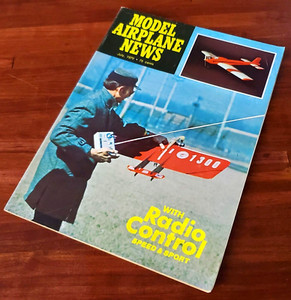 MODEL
AIRPLANE
NEWS
1300
WITH
Radio
Control
SPEED & SPORT